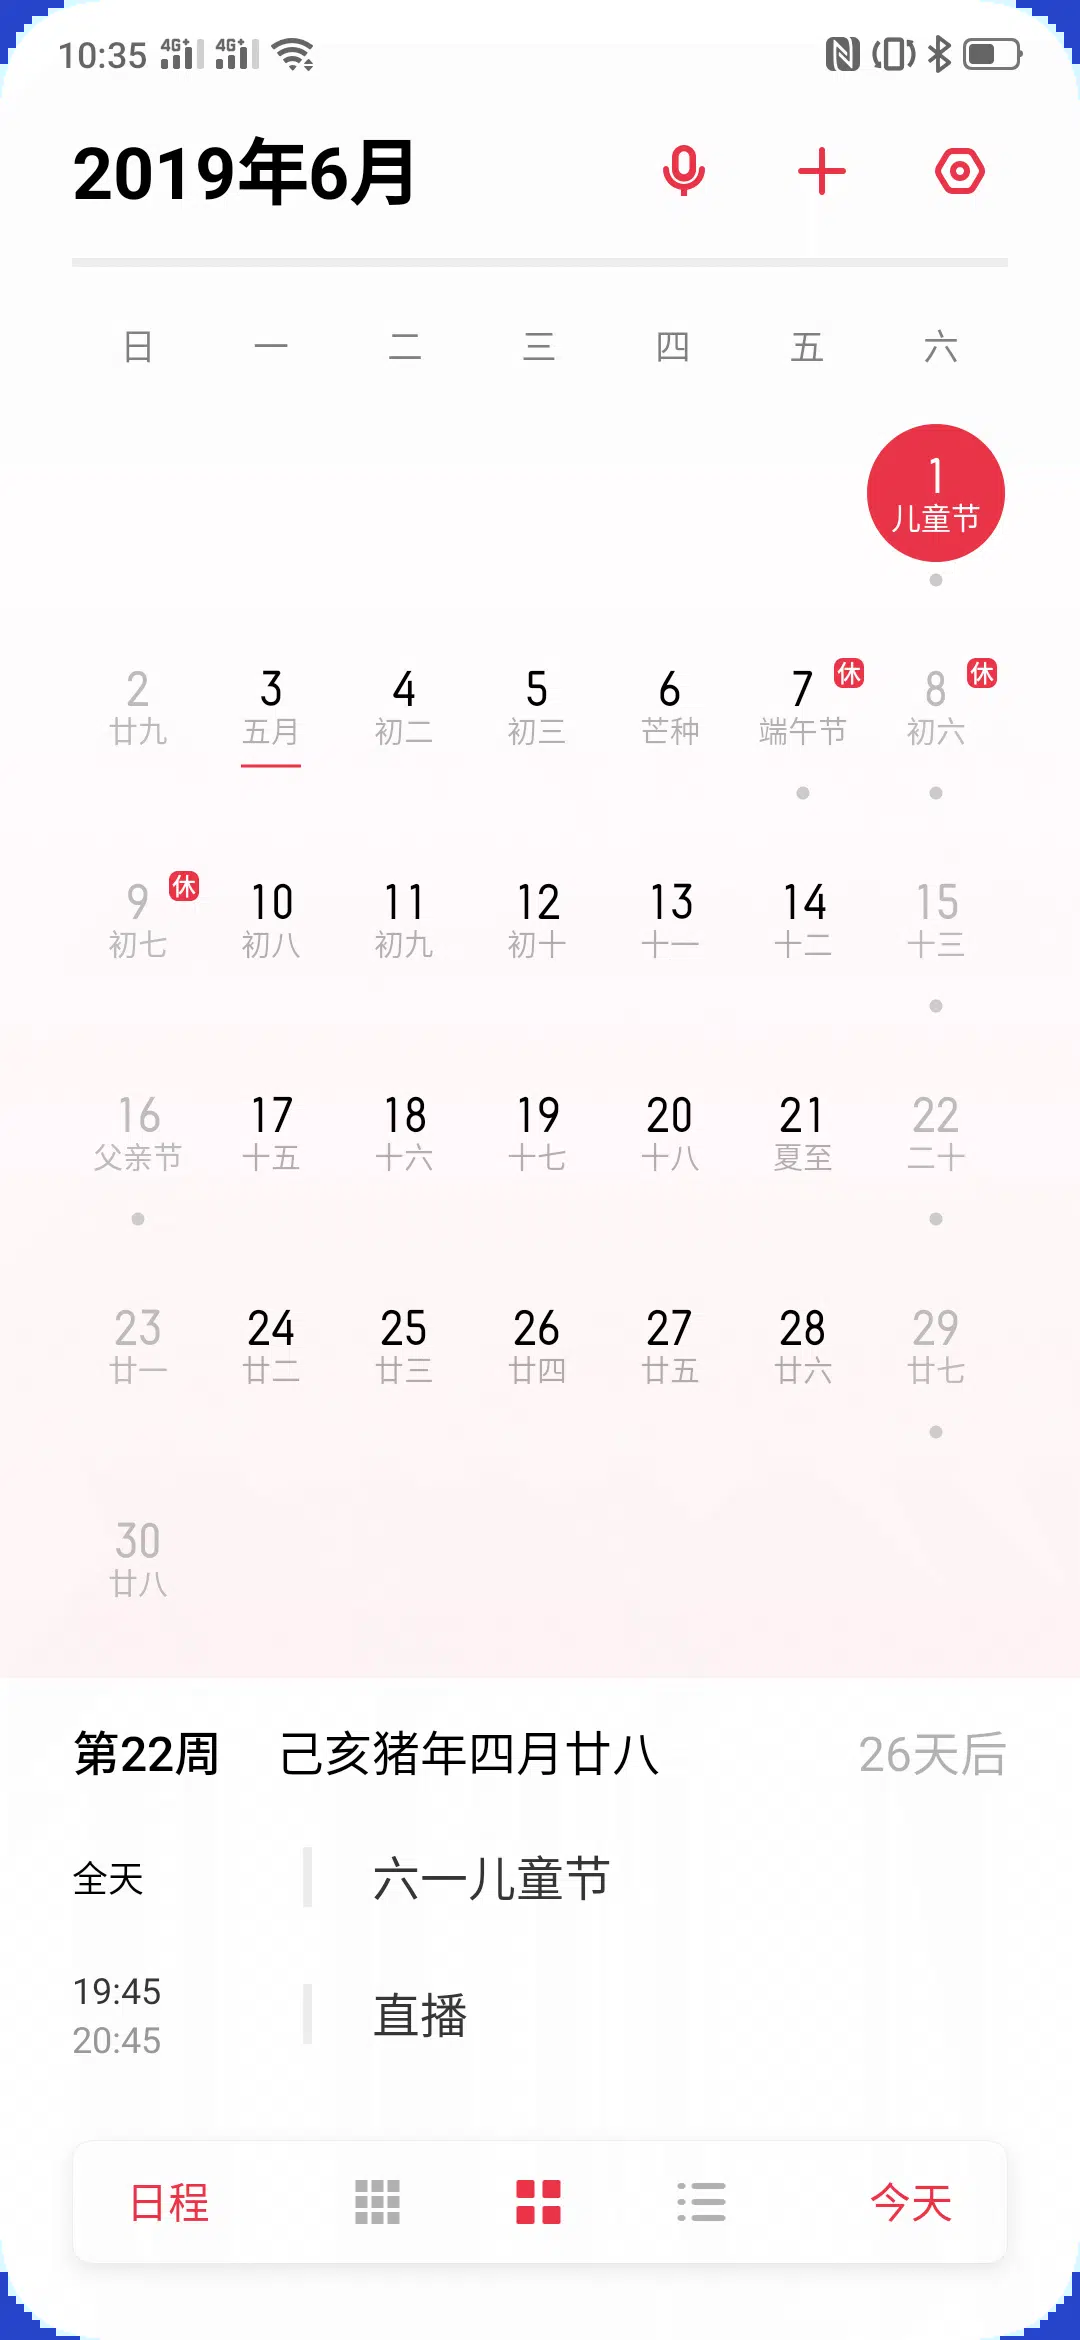 10:35 4G+ 4G+
2019年6月
日 一 二 三 四 五 六
1
儿童节
2 3 4 5 6 7 休 8 休
廿九 五月 初二 初三 芒种 端午节 初六
9 休 10 11 12 13 14 15
初七 初八 初九 初十 十一 十二 十三
16 17 18 19 20 21 22
父亲节 十五 十六 十七 十八 夏至 二十
23 24 25 26 27 28 29
廿一 廿二 廿三 廿四 廿五 廿六 廿七
30
廿八
第22周 己亥猪年四月廿八 26天后
全天 六一儿童节
19:45 直播
20:45
日程 今天